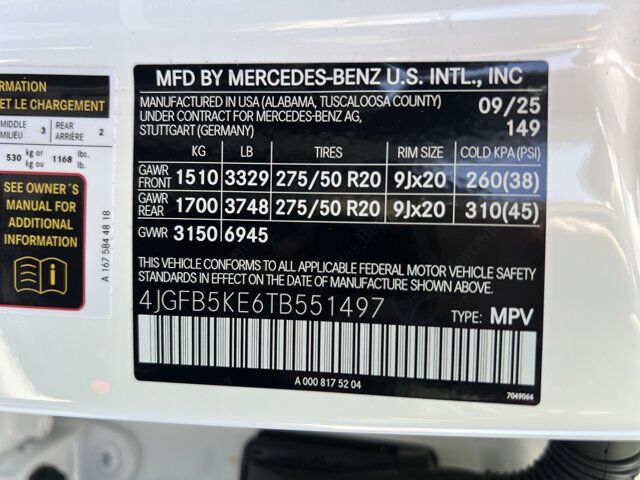 RMATION
ET LE CHARGEMENT
MIDDLE
MILIEU 3 REAR
ARRIÈRE 2
530 kg or
kg ou 1168 lbs.
lb.
SEE OWNER´S
MANUAL FOR
ADDITIONAL
INFORMATION
A 167 584 48 18
MFD BY MERCEDES-BENZ U.S. INTL., INC
MANUFACTURED IN USA (ALABAMA, TUSCALOOSA COUNTY) 09/25
UNDER CONTRACT FOR MERCEDES-BENZ AG,
STUTTGART (GERMANY) 149
KG LB TIRES RIM SIZE COLD KPA (PSI)
GAWR
FRONT 1510 3329 275/50 R20 9Jx20 260(38)
GAWR
REAR 1700 3748 275/50 R20 9Jx20 310(45)
GVWR 3150 6945
THIS VEHICLE CONFORMS TO ALL APPLICABLE FEDERAL MOTOR VEHICLE SAFETY
STANDARDS IN EFFECT ON THE DATE OF MANUFACTURE SHOWN ABOVE.
4JGFB5KE6TB551497 TYPE: MPV
A 000 817 52 04
7049064